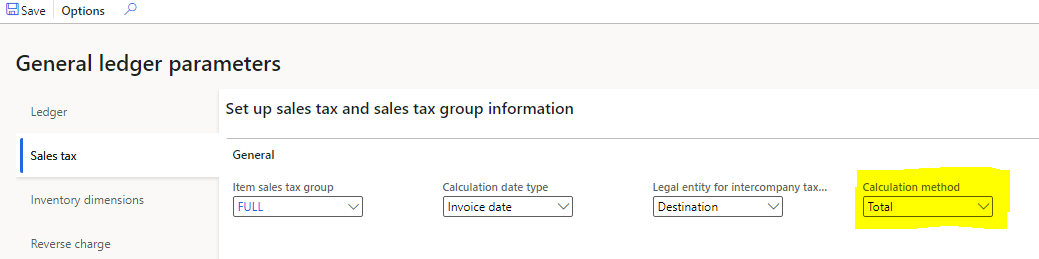 Save Options
General ledger parameters
Ledger
Set up sales tax and sales tax group information
Sales tax
General
Inventory dimensions
Item sales tax group Calculation date type Legal entity for intercompany tax... Calculation method
FULL Invoice date Destination Total
Reverse charge